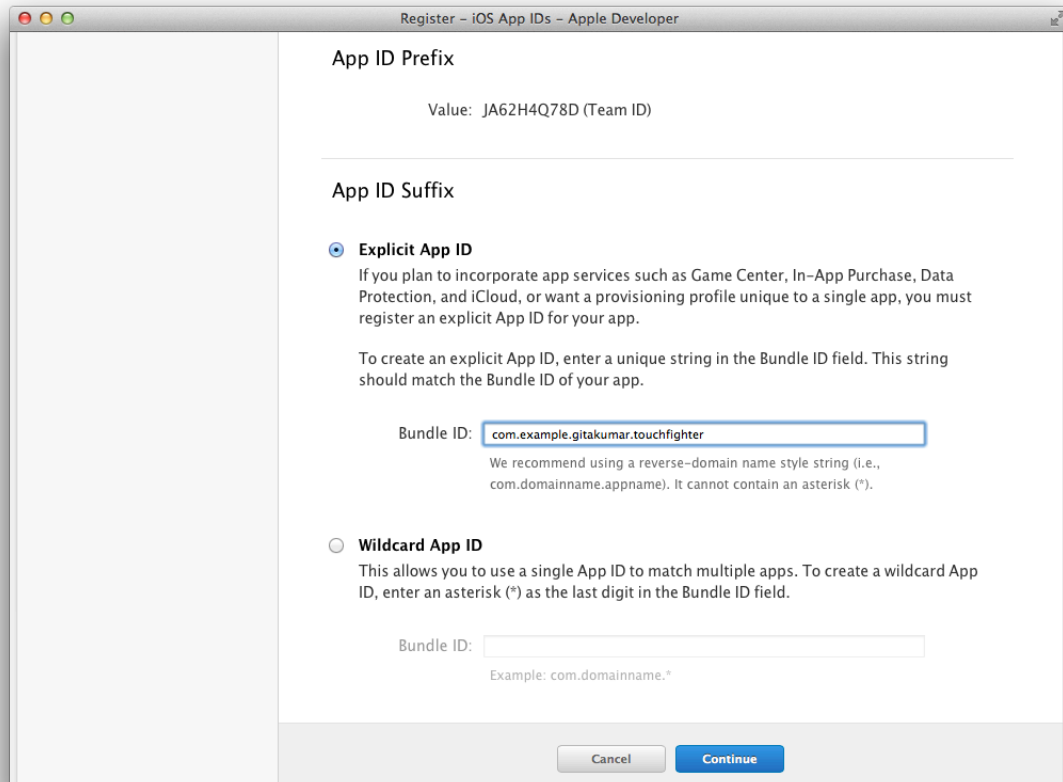 Register – iOS App IDs – Apple Developer
App ID Prefix
Value: JA62H4Q78D (Team ID)
App ID Suffix
Explicit App ID
If you plan to incorporate app services such as Game Center, In-App Purchase, Data
Protection, and iCloud, or want a provisioning profile unique to a single app, you must
register an explicit App ID for your app.
To create an explicit App ID, enter a unique string in the Bundle ID field. This string
should match the Bundle ID of your app.
Bundle ID: com.example.gitakumar.touchfighter
We recommend using a reverse-domain name style string (i.e.,
com.domainname.appname). It cannot contain an asterisk (*).
Wildcard App ID
This allows you to use a single App ID to match multiple apps. To create a wildcard App
ID, enter an asterisk (*) as the last digit in the Bundle ID field.
Bundle ID:
Example: com.domainname.*
Cancel Continue